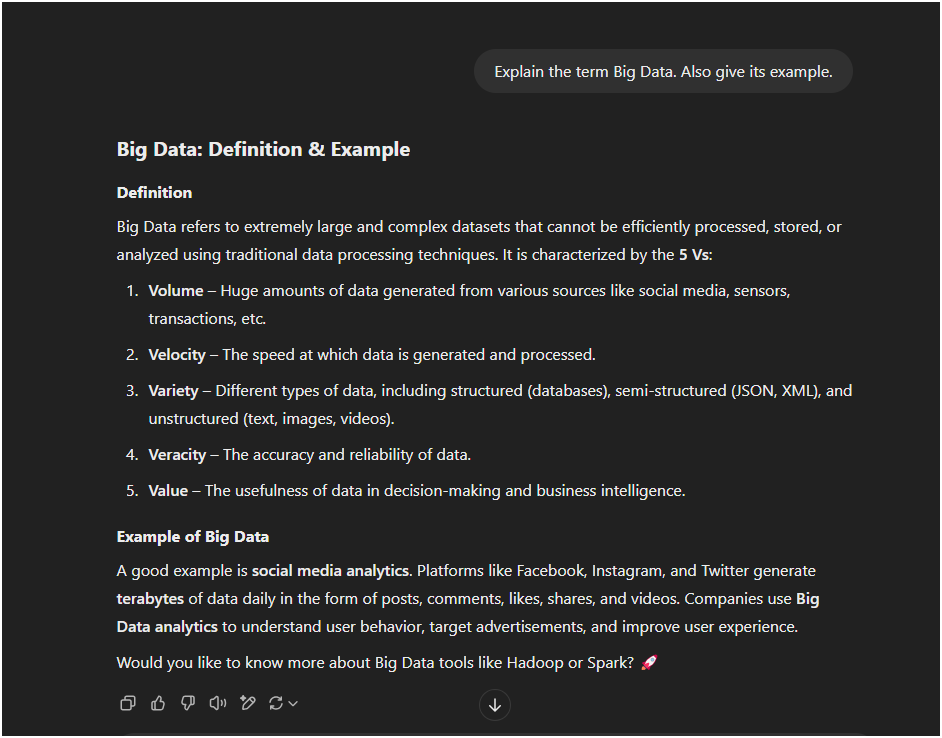 Explain the term Big Data. Also give its example.
Big Data: Definition & Example
Definition
Big Data refers to extremely large and complex datasets that cannot be efficiently processed, stored, or
analyzed using traditional data processing techniques. It is characterized by the 5 Vs:
1. Volume – Huge amounts of data generated from various sources like social media, sensors,
transactions, etc.
2. Velocity – The speed at which data is generated and processed.
3. Variety – Different types of data, including structured (databases), semi-structured (JSON, XML), and
unstructured (text, images, videos).
4. Veracity – The accuracy and reliability of data.
5. Value – The usefulness of data in decision-making and business intelligence.
Example of Big Data
A good example is social media analytics. Platforms like Facebook, Instagram, and Twitter generate
terabytes of data daily in the form of posts, comments, likes, shares, and videos. Companies use Big
Data analytics to understand user behavior, target advertisements, and improve user experience.
Would you like to know more about Big Data tools like Hadoop or Spark? 🚀